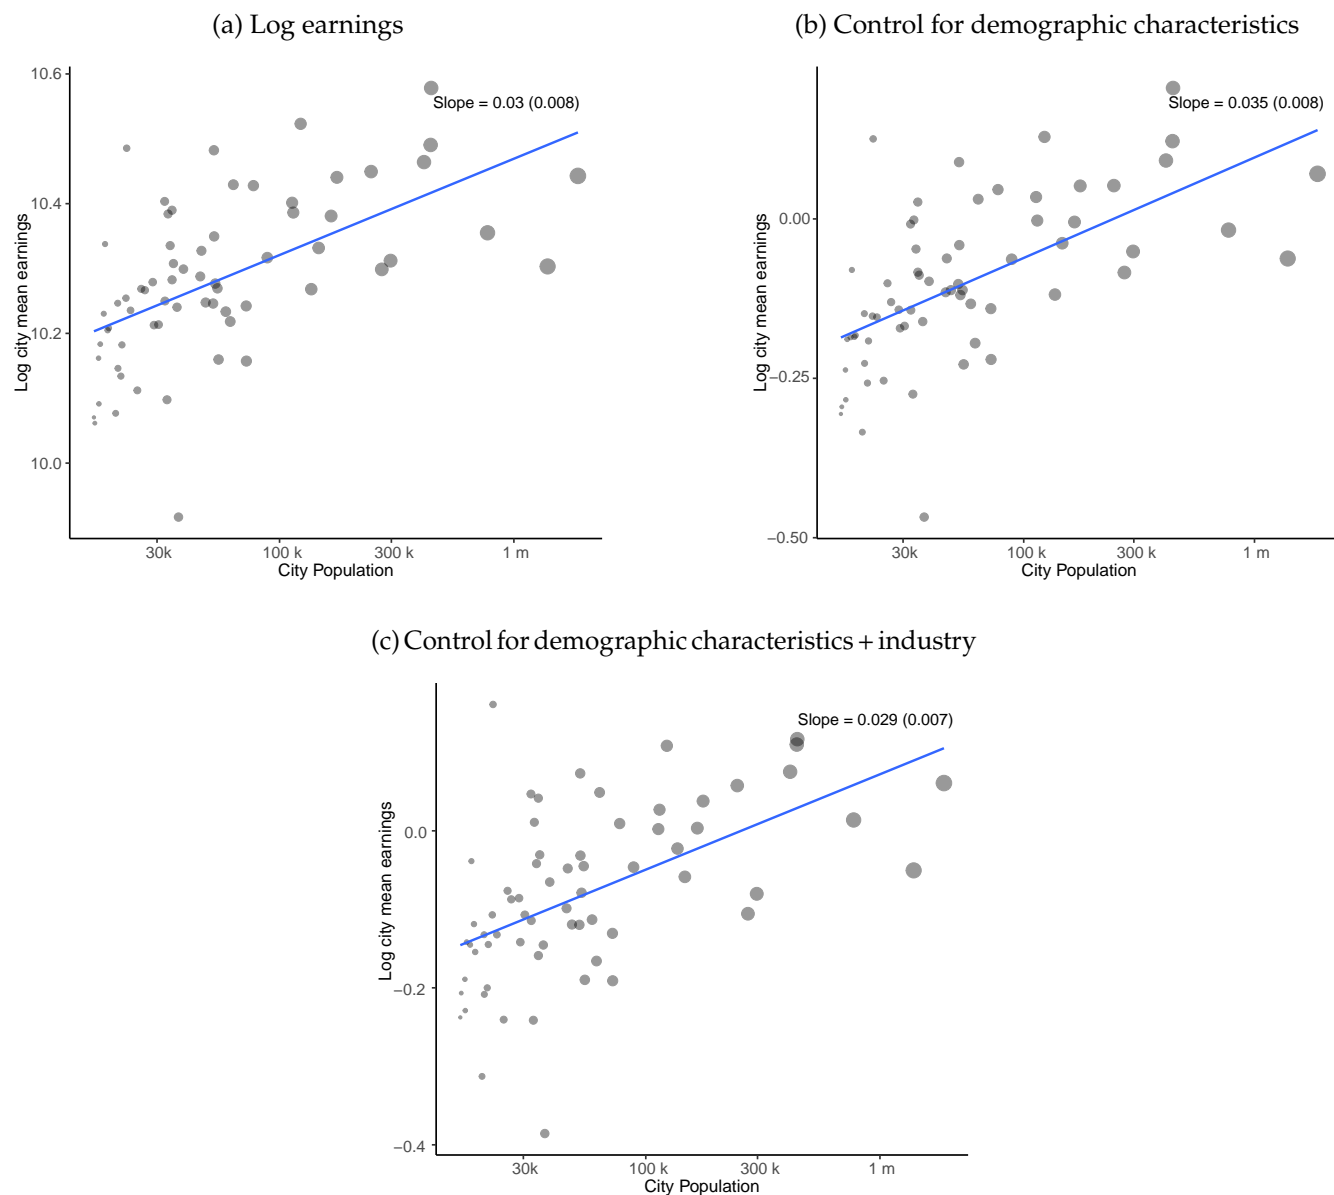 (a) Log earnings
Slope = 0.03 (0.008)
Log city mean earnings
10.6
10.4
10.2
10.0
30k
100 k
300 k
1 m
City Population
(b) Control for demographic characteristics
Slope = 0.035 (0.008)
Log city mean earnings
0.00
−0.25
−0.50
30k
100 k
300 k
1 m
City Population
(c) Control for demographic characteristics + industry
Slope = 0.029 (0.007)
Log city mean earnings
0.0
−0.2
−0.4
30k
100 k
300 k
1 m
City Population